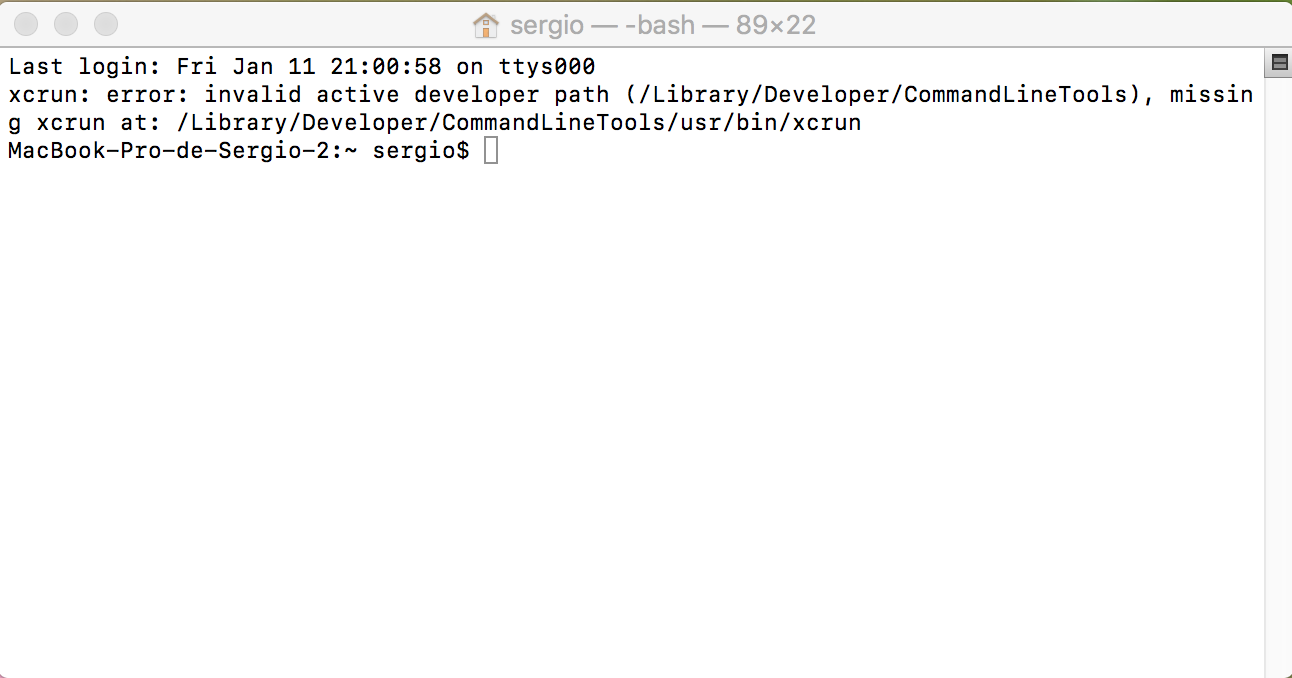 sergio — -bash — 89×22
Last login: Fri Jan 11 21:00:58 on ttys000
xcrun: error: invalid active developer path (/Library/Developer/CommandLineTools), missin
g xcrun at: /Library/Developer/CommandLineTools/usr/bin/xcrun
MacBook-Pro-de-Sergio-2:~ sergio$